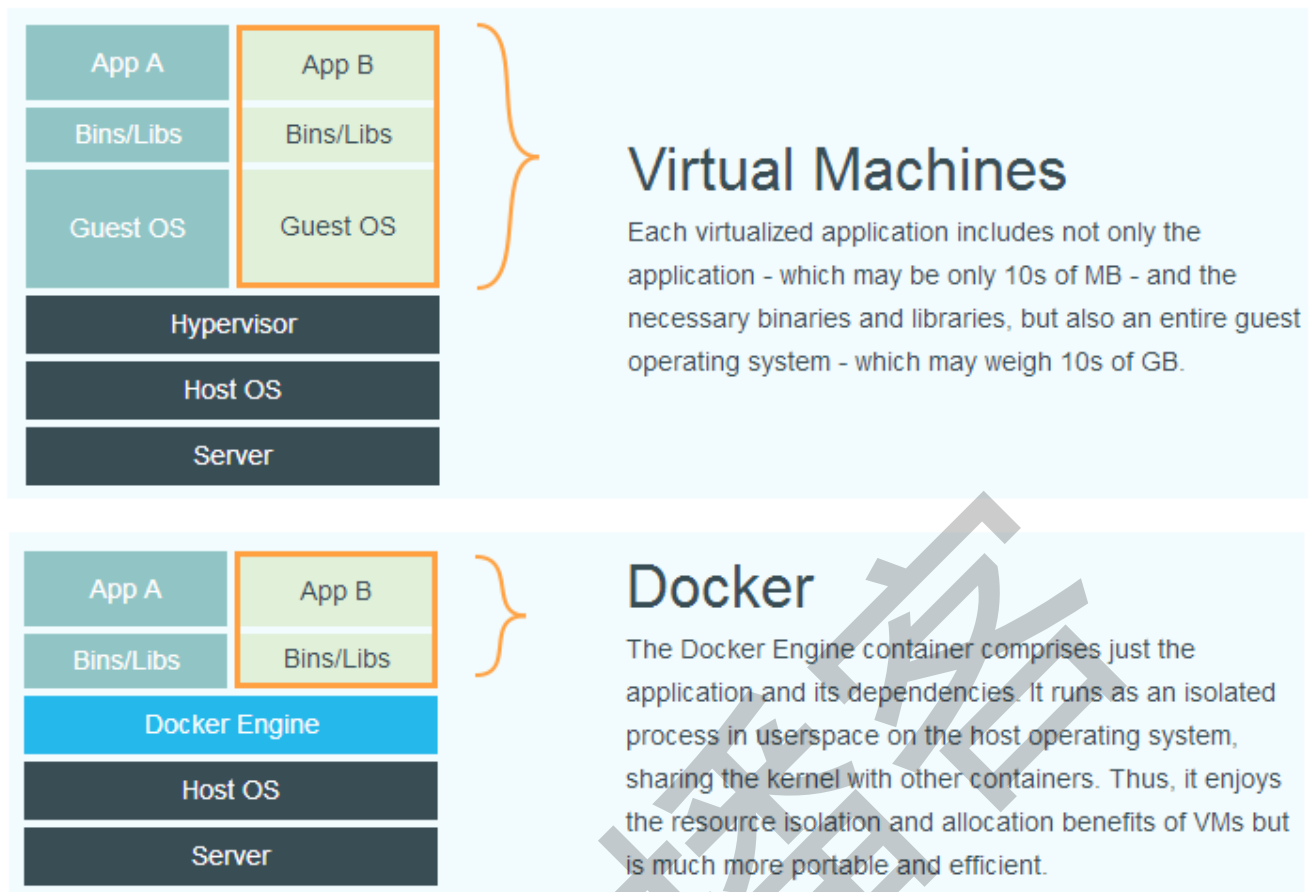 App A
App B
Bins/Libs
Bins/Libs
Guest OS
Guest OS
Hypervisor
Host OS
Server
Virtual Machines
Each virtualized application includes not only the
application - which may be only 10s of MB - and the
necessary binaries and libraries, but also an entire guest
operating system - which may weigh 10s of GB.
App A
App B
Bins/Libs
Bins/Libs
Docker Engine
Host OS
Server
Docker
The Docker Engine container comprises just the
application and its dependencies. It runs as an isolated
process in userspace on the host operating system,
sharing the kernel with other containers. Thus, it enjoys
the resource isolation and allocation benefits of VMs but
is much more portable and efficient.
客